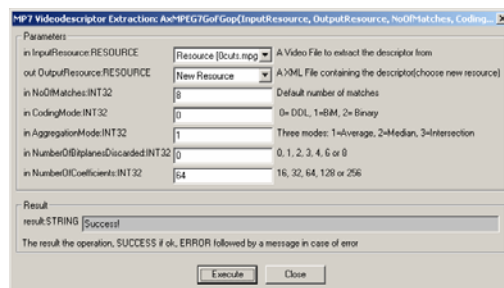 MP7 Videodescriptor Extraction: AxMPEG7GofGop(InputResource, OutputResource, NoOfMatches, Coding...
Parameters
in InputResource:RESOURCE Resource [0cuts.mpg A Video File to extract the descriptor from
out OutputResource:RESOURCE New Resource A XML File containing the descriptor(choose new resource)
in NoOfMatches:INT32 8 Default number of matches
in CodingMode:INT32 0 0= DDL, 1=BiM, 2= Binary
in AggregationMode:INT32 1 Three modes: 1=Average, 2=Median, 3=Intersection
in NumberOfBitplanesDiscarded:INT32 0 0, 1, 2, 3, 4, 6 or 8
in NumberOfCoefficients:INT32 64 16, 32, 64, 128 or 256
Result
result:STRING Success!
The result the operation, SUCCESS if ok, ERROR followed by a message in case of error
Execute Close